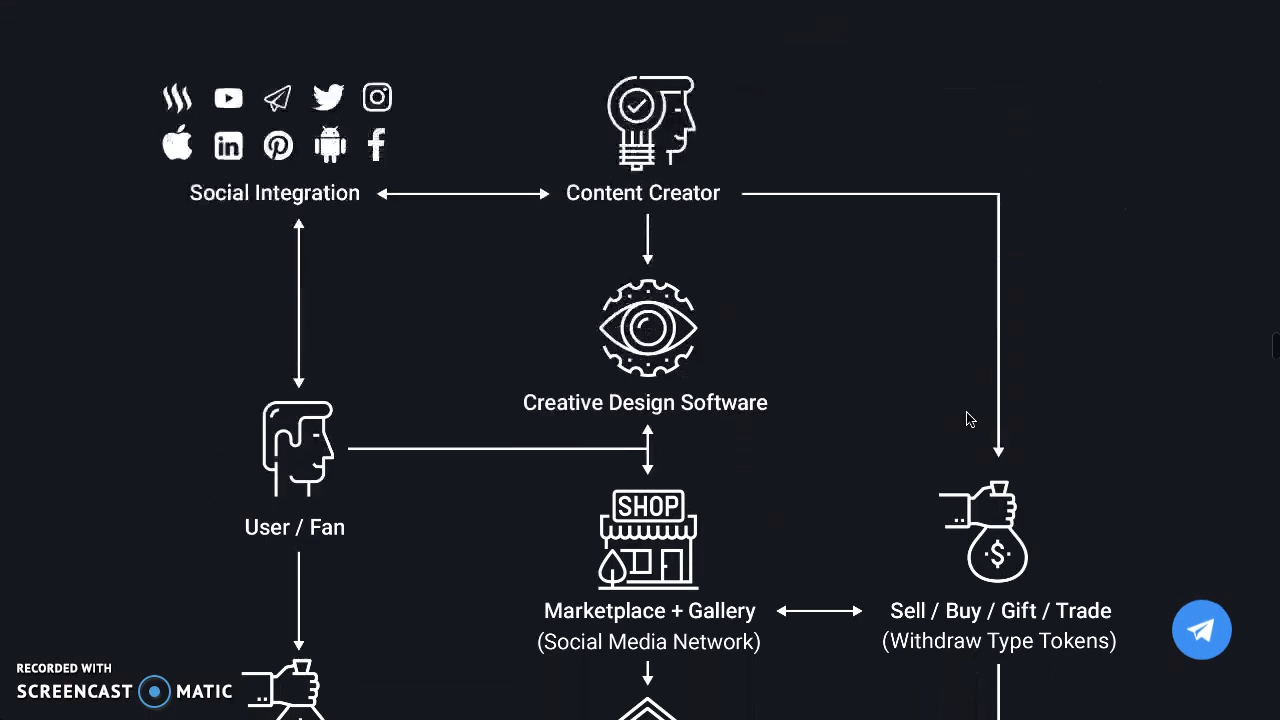 Social Integration
Content Creator
Creative Design Software
User / Fan
SHOP
Marketplace + Gallery
(Social Media Network)
Sell / Buy / Gift / Trade
(Withdraw Type Tokens)
$
in
RECORDED WITH
SCREENCAST MATIC